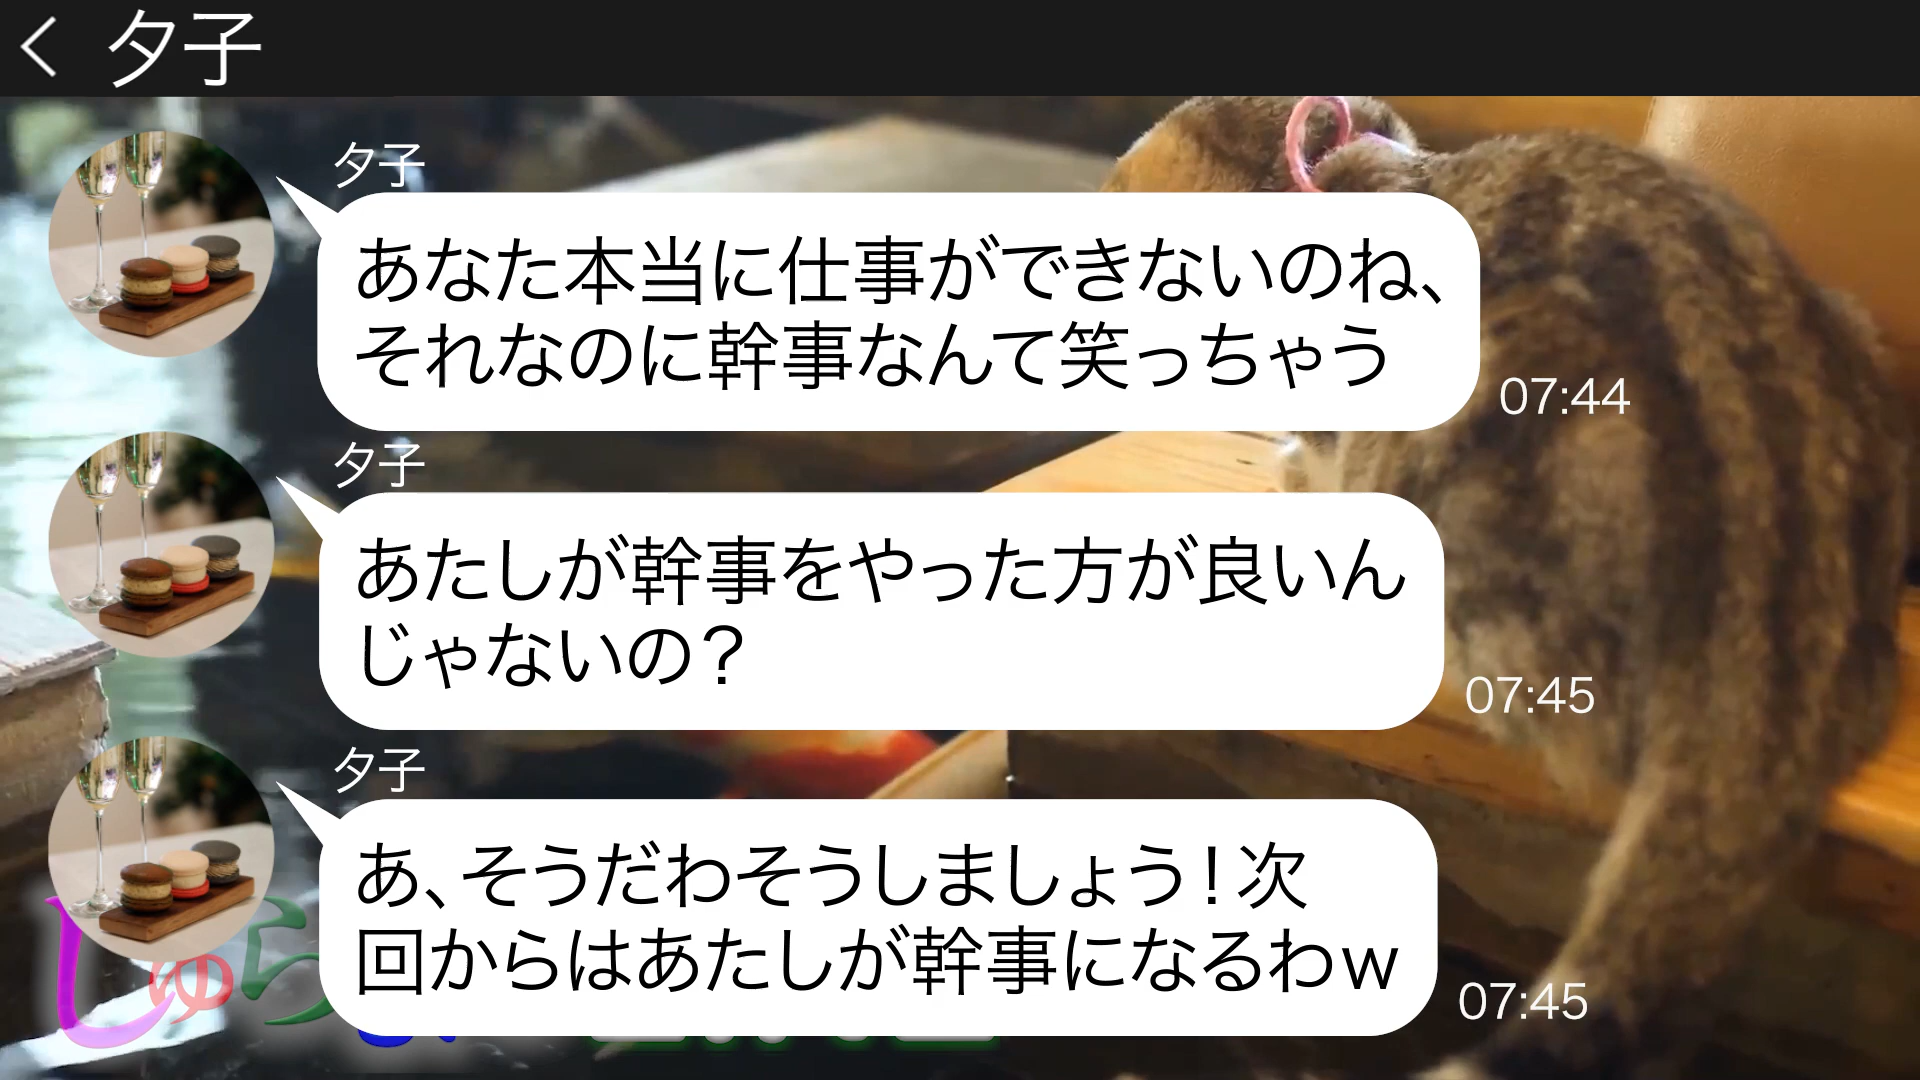 夕子
夕子
あなた本当に仕事ができないのね、
それなのに幹事なんて笑っちゃう
07:44
夕子
あたしが幹事をやった方が良いん
じゃないの？
07:45
夕子
あ、そうだわそうしましょう！次
回からはあたしが幹事になるわw
07:45
しゅら